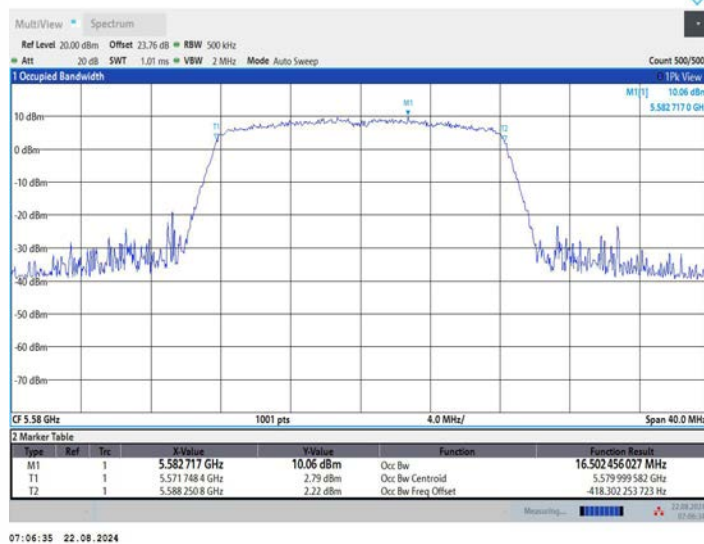 MultiView Spectrum
Ref Level 20.00 dBm Offset 23.76 dB RBW 500 kHz
Att 20 dB SWT 1.01 ms VBW 2 MHz Mode Auto Sweep Count 500/500
1 Occupied Bandwidth 1Pk View
M1[1] 10.06 dBm
5.582 717 0 GHz
M1
10 dBm
T1
T2
0 dBm
-10 dBm
-20 dBm
-30 dBm
-40 dBm
-50 dBm
-60 dBm
-70 dBm
CF 5.58 GHz 1001 pts 4.0 MHz/ Span 40.0 MHz
2 Marker Table
Type Ref Trc X-Value Y-Value Function Function Result
M1 1 5.582717 GHz 10.06 dBm Occ Bw 16.502 456 027 MHz
T1 1 5.571 748 4 GHz 2.79 dBm Occ Bw Centroid 5.579 999 582 GHz
T2 1 5.588 250 8 GHz 2.22 dBm Occ Bw Freq Offset -418.302 253 723 Hz
Measuring...
07:06:35 22.08.2024